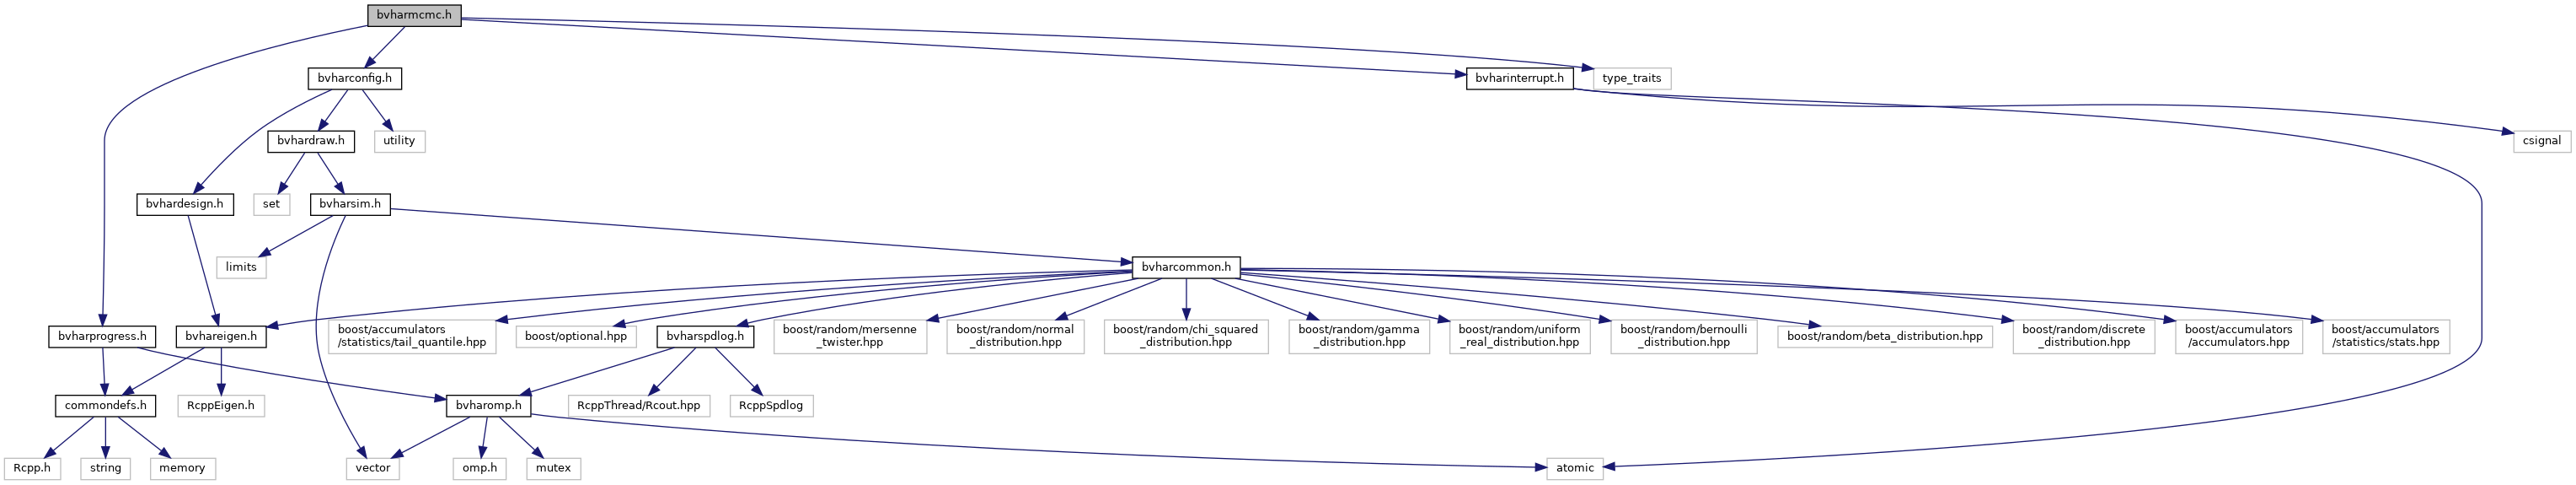 bvharmcmc.h
bvharconfig.h
bvharinterrupt.h
type_traits
bvhardraw.h
utility
csignal
bvhardesign.h
set
bvharsim.h
limits
bvharcommon.h
bvharprogress.h
bvhareigen.h
boost/accumulators
/statistics/tail_quantile.hpp
boost/optional.hpp
bvharspdlog.h
boost/random/mersenne
_twister.hpp
boost/random/normal
_distribution.hpp
boost/random/chi_squared
_distribution.hpp
boost/random/gamma
_distribution.hpp
boost/random/uniform
_real_distribution.hpp
boost/random/bernoulli
_distribution.hpp
boost/random/beta_distribution.hpp
boost/random/discrete
_distribution.hpp
boost/accumulators
/accumulators.hpp
boost/accumulators
/statistics/stats.hpp
commondefs.h
RcppEigen.h
bvharomp.h
RcppThread/Rcout.hpp
RcppSpdlog
Rcpp.h
string
memory
vector
omp.h
mutex
atomic